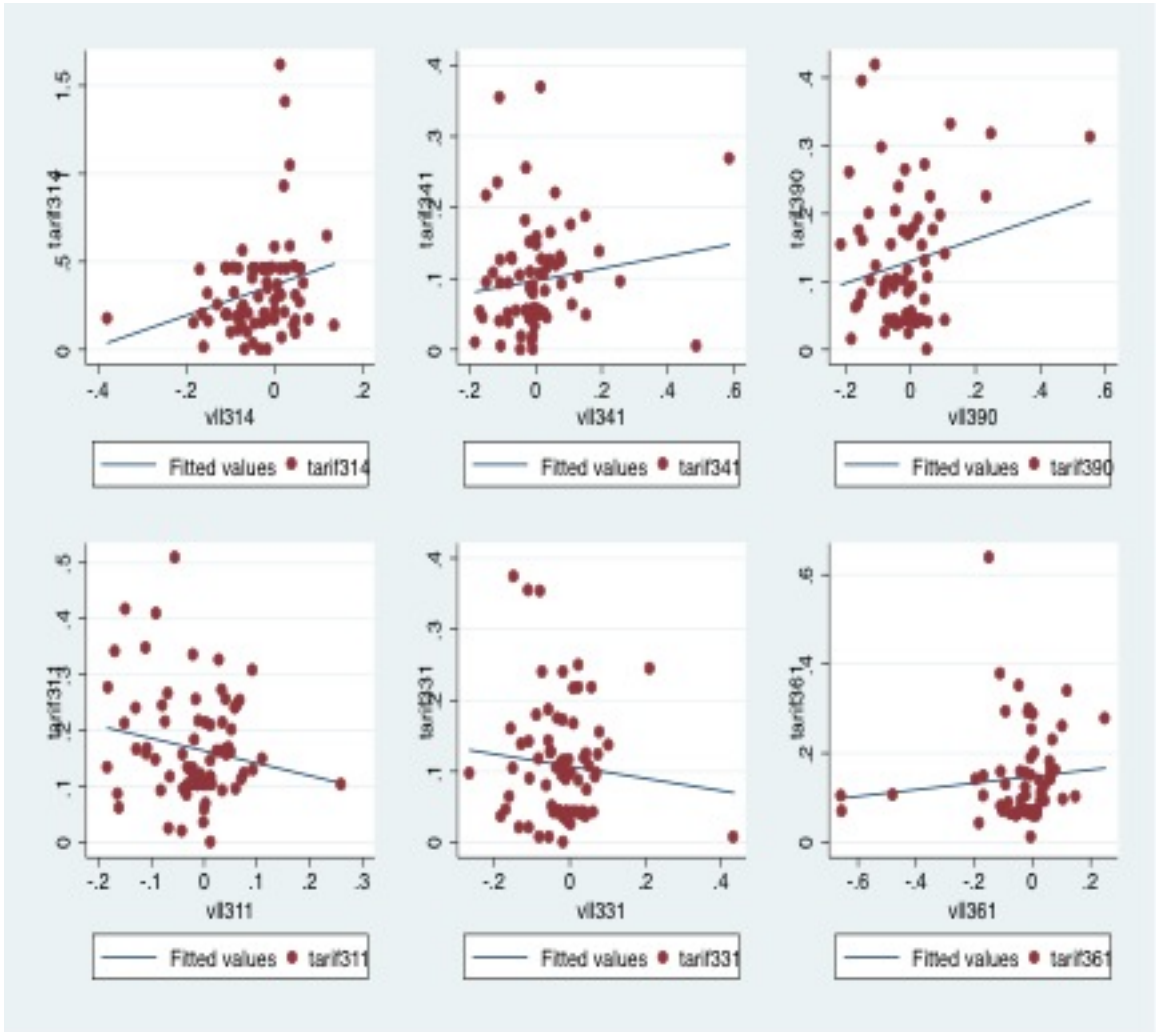 tarif314
0 .5 1 1.5
-.4 -.2 0 .2
vll314
Fitted values tarif314
tarif341
0 .1 .2 .3 .4
-.2 0 .2 .4 .6
vll341
Fitted values tarif341
tarif390
0 .1 .2 .3 .4
-.2 0 .2 .4 .6
vll390
Fitted values tarif390
tarif311
0 .1 .2 .3 .4 .5
-.2 -.1 0 .1 .2 .3
vll311
Fitted values tarif311
tarif331
0 .1 .2 .3 .4
-.2 0 .2 .4
vll331
Fitted values tarif331
tarif361
0 .2 .4 .6
-.6 -.4 -.2 0 .2
vll361
Fitted values tarif361